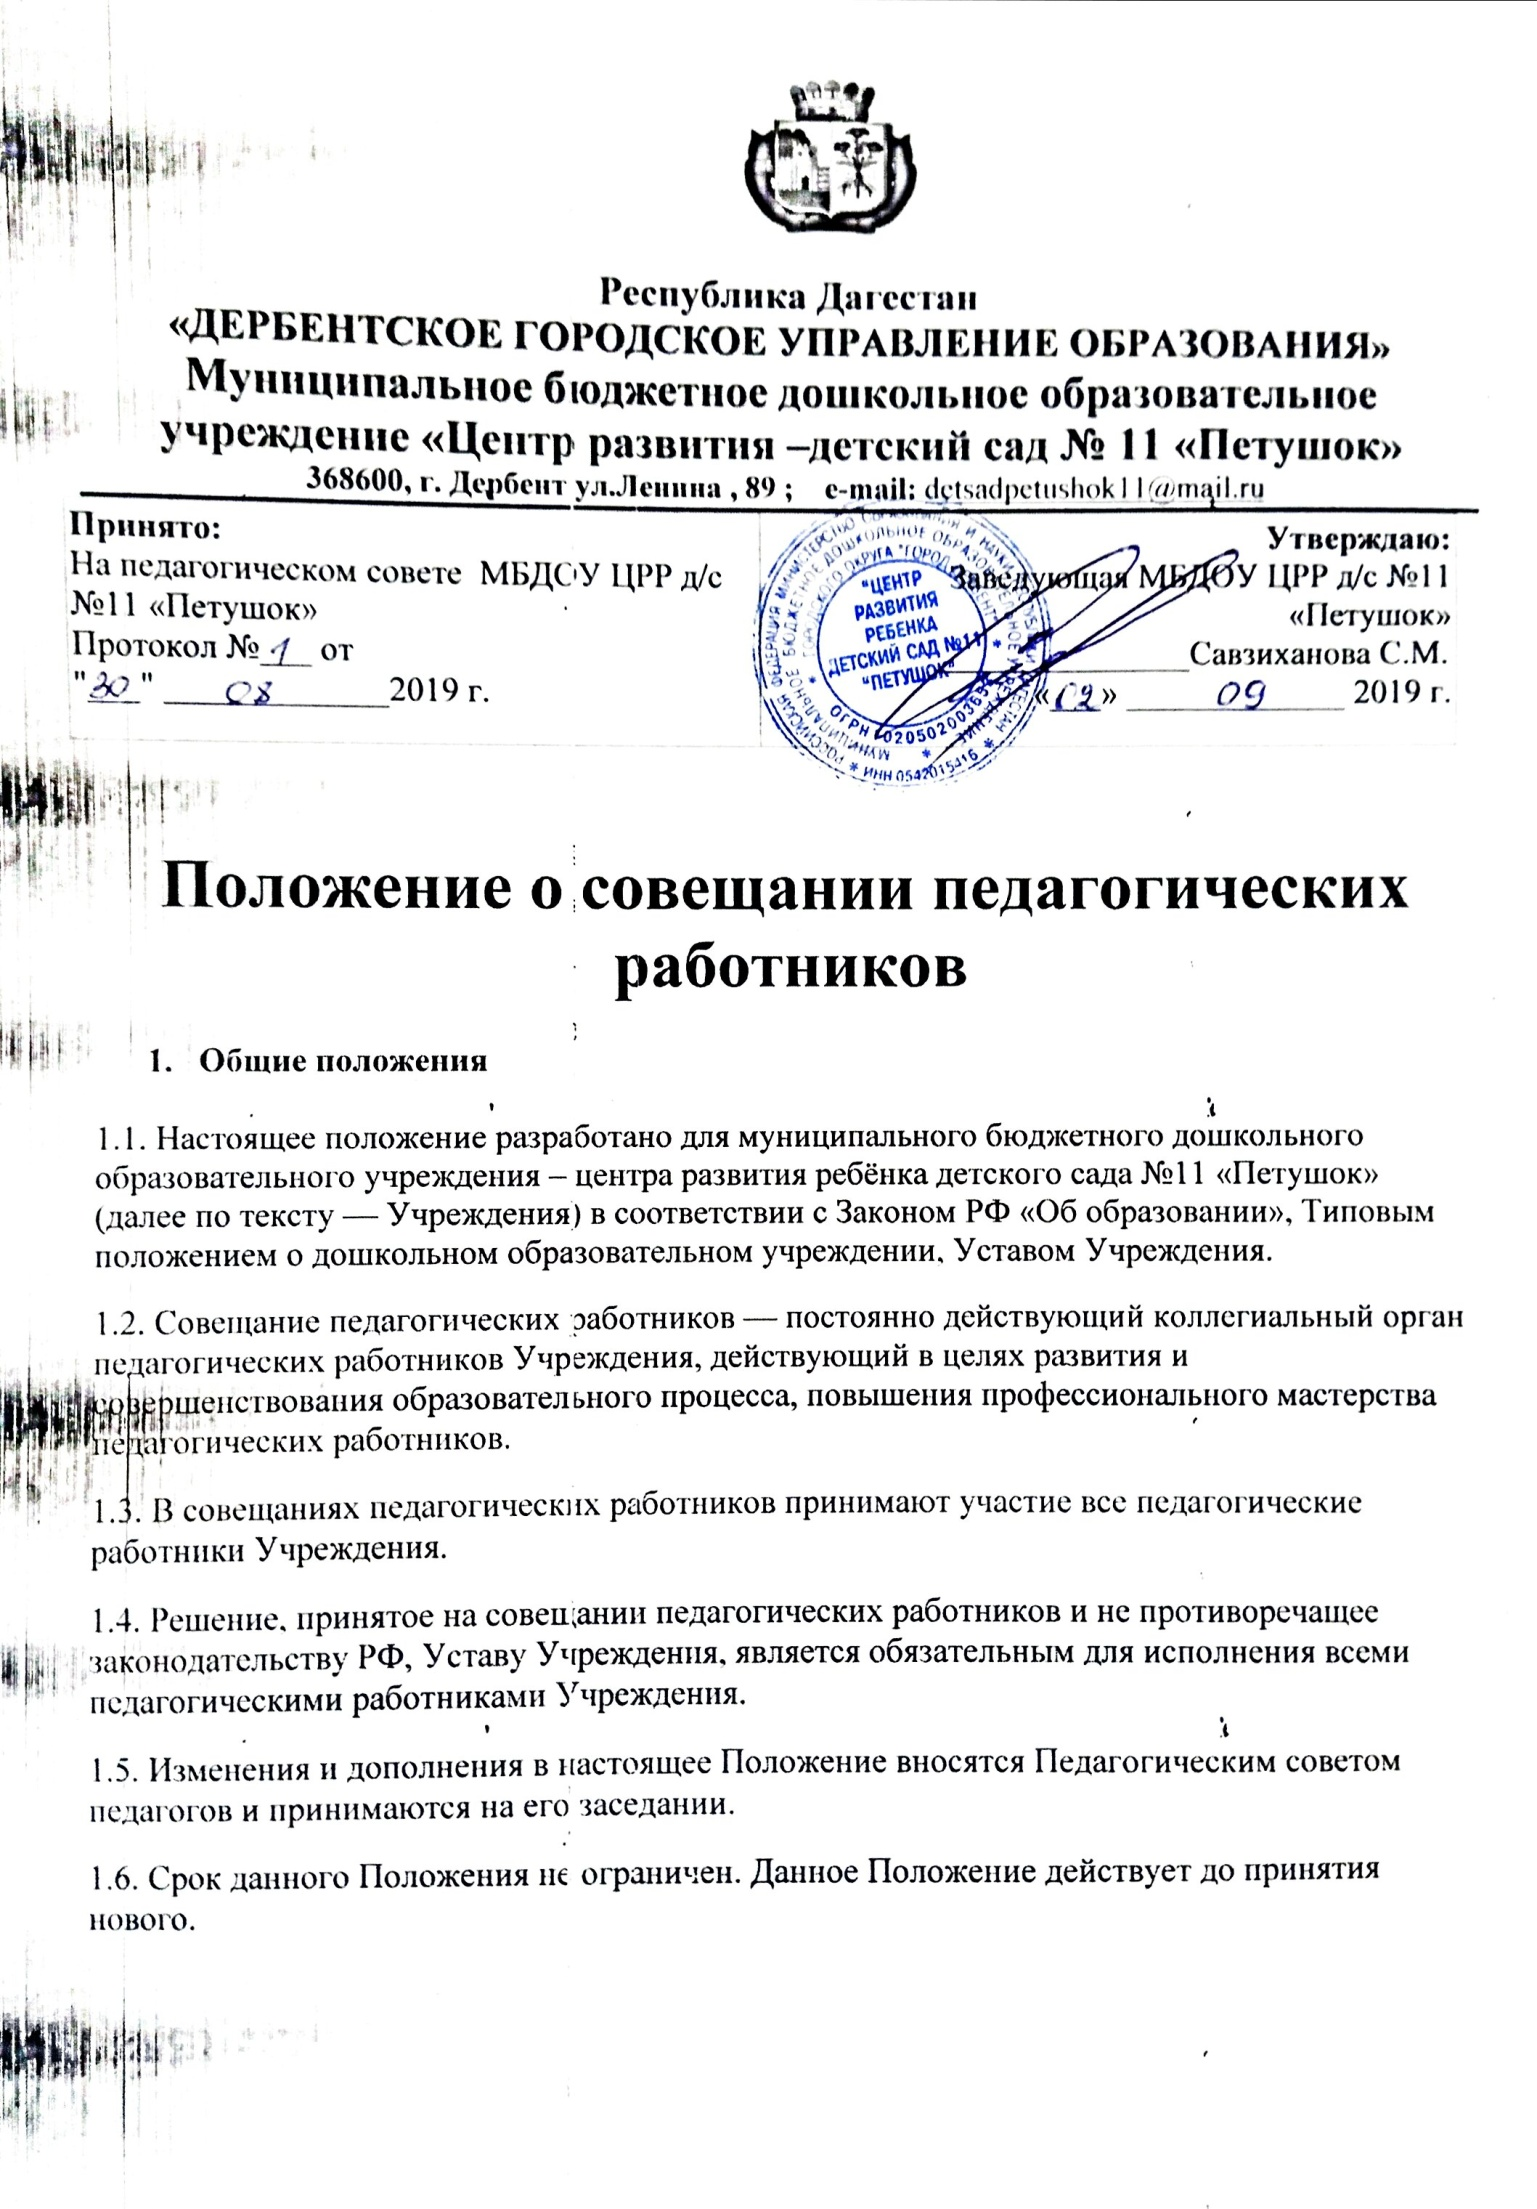 Республика Дагестан
«ДЕРБЕНТСКОЕ ГОРОДСКОЕ УПРАВЛЕНИЕ ОБРАЗОВАНИЯ»
Муниципальное бюджетное дошкольное образовательное
учреждение «Центр развития –детский сад № 11 «Петушок»
368600, г. Дербент ул.Ленина , 89 ; e-mail: detsadpetushok11@mail.ru
Принято:
На педагогическом совете МБДОУ ЦРР д/с
№11 «Петушок»
Протокол № 1 от
"30" 08 2019 г.
Утверждаю:
Заведующая МБДОУ ЦРР д/с №11
«Петушок»
Савзиханова С.М.
«02» 09 2019 г.
"ЦЕНТР
РАЗВИТИЯ
РЕБЕНКА
ДЕТСКИЙ САД №11
"ПЕТУШОК"
ИНН 0542015416
Положение о совещании педагогических
работников
1. Общие положения
1.1. Настоящее положение разработано для муниципального бюджетного дошкольного
образовательного учреждения – центра развития ребёнка детского сада №11 «Петушок»
(далее по тексту — Учреждения) в соответствии с Законом РФ «Об образовании», Типовым
положением о дошкольном образовательном учреждении, Уставом Учреждения.
1.2. Совещание педагогических работников — постоянно действующий коллегиальный орган
педагогических работников Учреждения, действующий в целях развития и
совершенствования образовательного процесса, повышения профессионального мастерства
педагогических работников.
1.3. В совещаниях педагогических работников принимают участие все педагогические
работники Учреждения.
1.4. Решение, принятое на совещании педагогических работников и не противоречащее
законодательству РФ, Уставу Учреждения, является обязательным для исполнения всеми
педагогическими работниками Учреждения.
1.5. Изменения и дополнения в настоящее Положение вносятся Педагогическим советом
педагогов и принимаются на его заседании.
1.6. Срок данного Положения не ограничен. Данное Положение действует до принятия
нового.